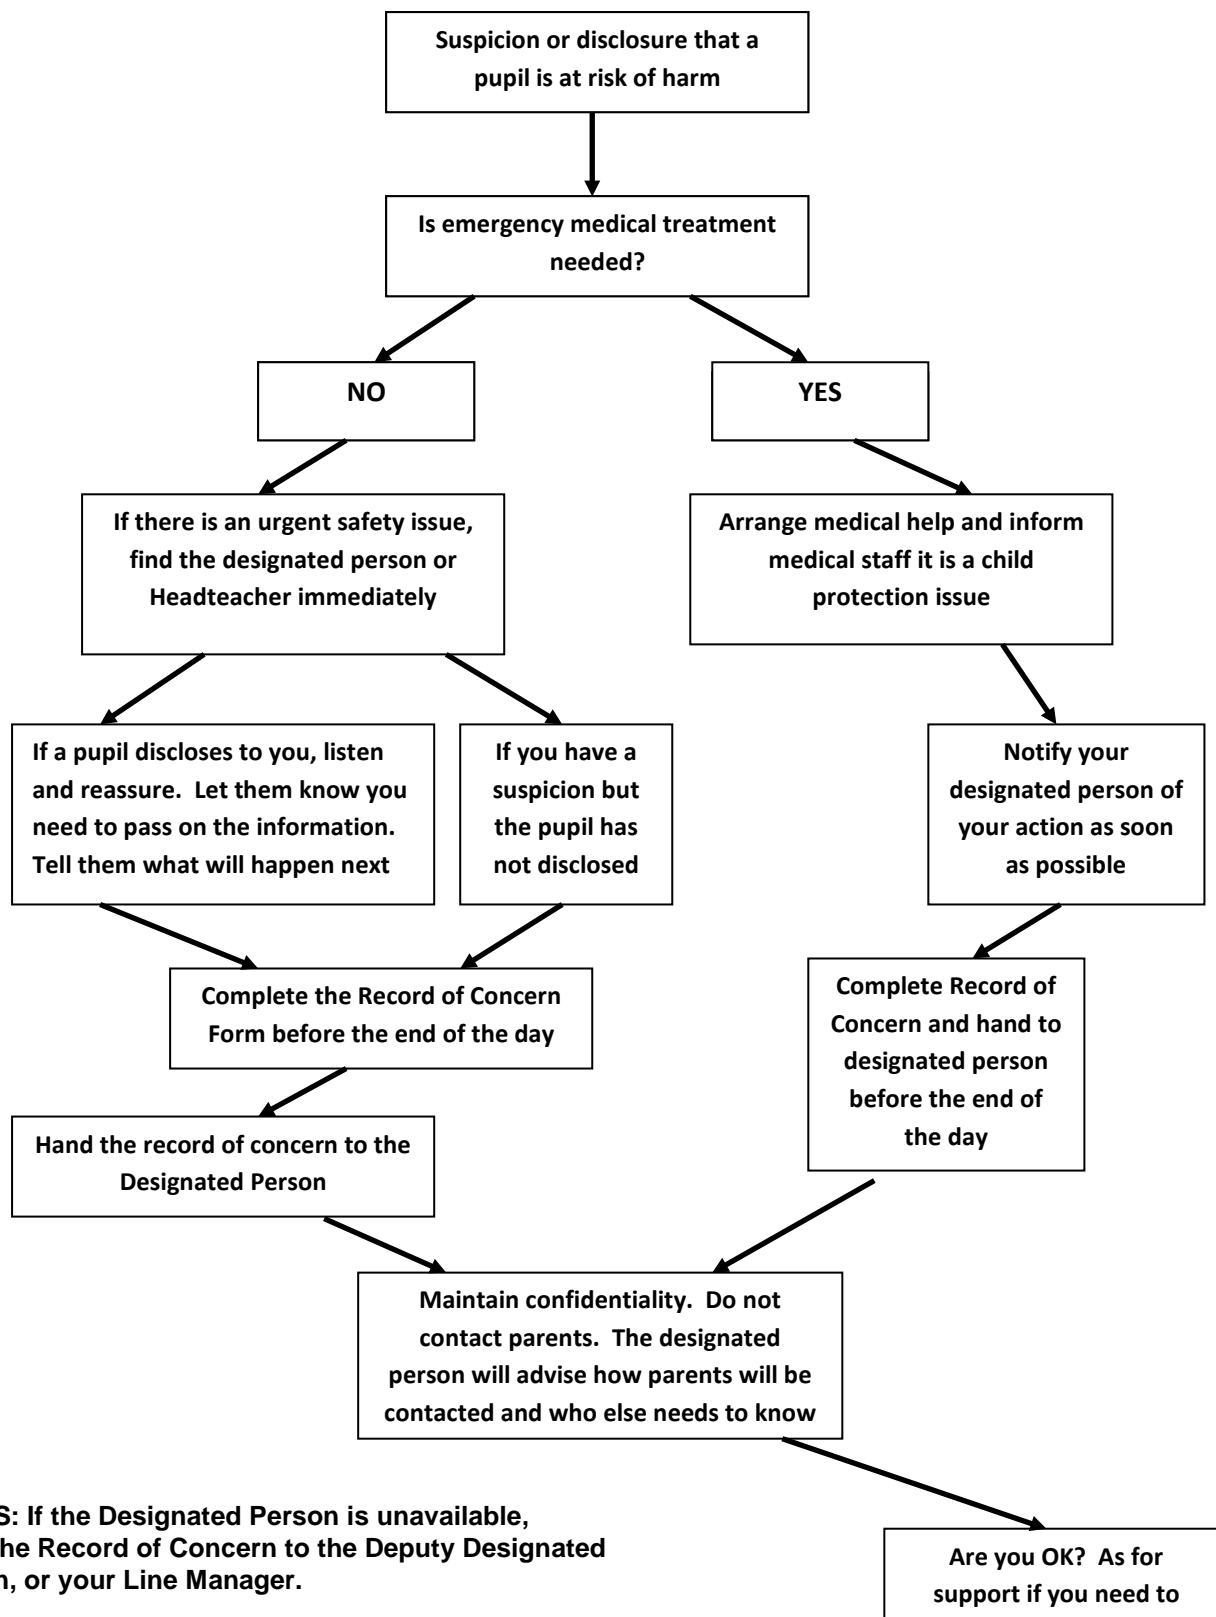 Suspicion or disclosure that a
pupil is at risk of harm
Is emergency medical treatment
needed?
NO
YES
If there is an urgent safety issue,
find the designated person or
Headteacher immediately
Arrange medical help and inform
medical staff it is a child
protection issue
If a pupil discloses to you, listen
and reassure. Let them know you
need to pass on the information.
Tell them what will happen next
If you have a
suspicion but
the pupil has
not disclosed
Notify your
designated person of
your action as soon
as possible
Complete the Record of Concern
Form before the end of the day
Complete Record of
Concern and hand to
designated person
before the end of
the day
Hand the record of concern to the
Designated Person
Maintain confidentiality. Do not
contact parents. The designated
person will advise how parents will be
contacted and who else needs to know
If the Designated Person is unavailable,
the Record of Concern to the Deputy Designated
or your Line Manager.
Are you OK? As for
support if you need to